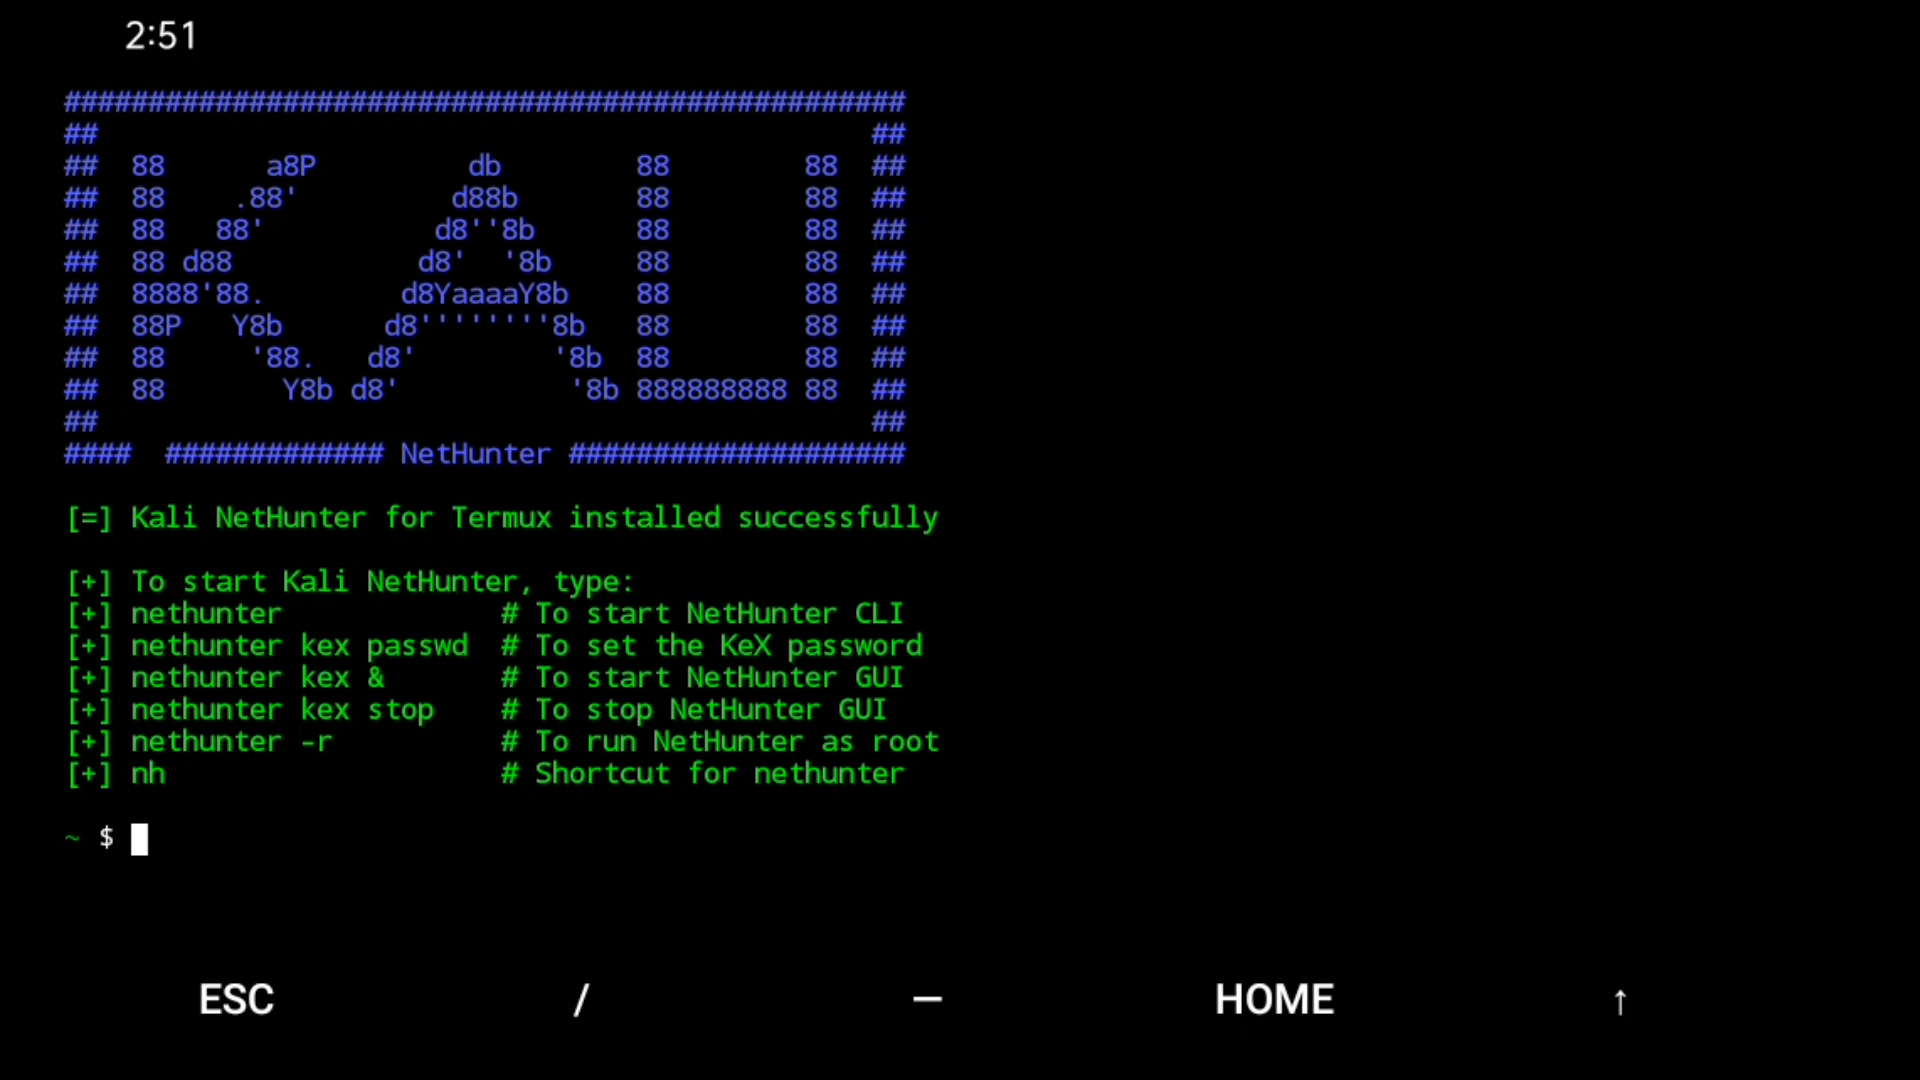 2:51
##################################################
##                                              ##
##  88      a8P         db        88        88  ##
##  88    .88'         d88b       88        88  ##
##  88   88'          d8''8b      88        88  ##
##  88 d88           d8'  '8b     88        88  ##
##  8888'88.        d8YaaaaY8b    88        88  ##
##  88P   Y8b      d8''''''''8b   88        88  ##
##  88     '88.   d8'        '8b  88        88  ##
##  88       Y8b d8'          '8b 888888888 88  ##
##                                              ##
####  ############# NetHunter ####################
[=] Kali NetHunter for Termux installed successfully
[+] To start Kali NetHunter, type:
[+] nethunter             # To start NetHunter CLI
[+] nethunter kex passwd  # To set the KeX password
[+] nethunter kex &       # To start NetHunter GUI
[+] nethunter kex stop    # To stop NetHunter GUI
[+] nethunter -r          # To run NetHunter as root
[+] nh                    # Shortcut for nethunter
~ $
ESC / — HOME ↑